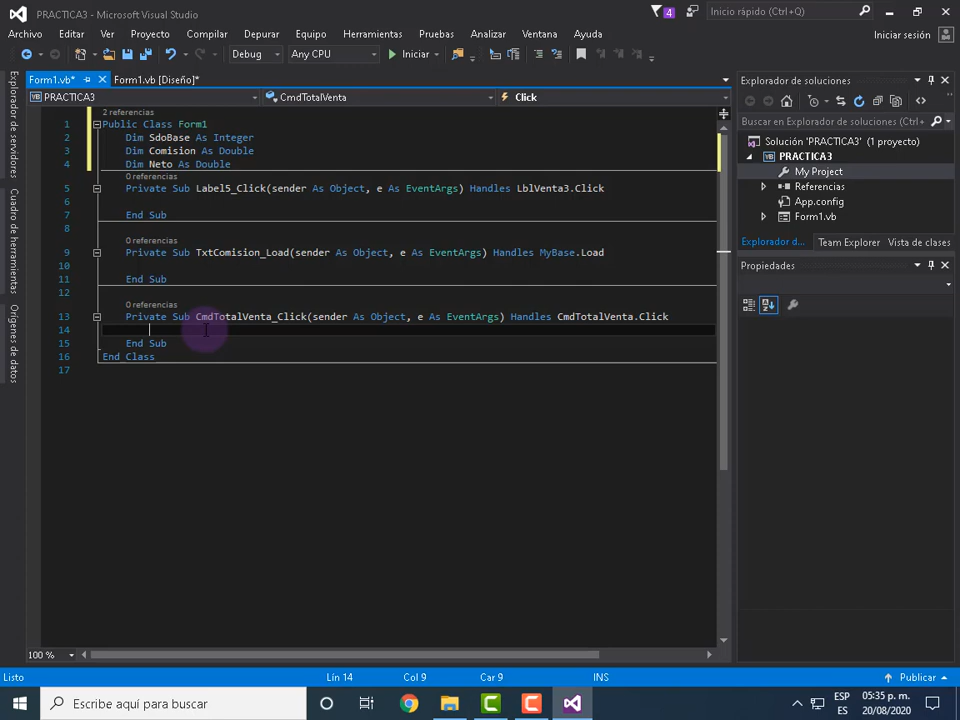 PRACTICA3 - Microsoft Visual Studio
4
Inicio rápido (Ctrl+Q)
Archivo Editar Ver Proyecto Compilar Depurar Equipo Herramientas Pruebas Analizar Ventana Ayuda
Iniciar sesión
Debug Any CPU Iniciar
Form1.vb* Form1.vb [Diseño]*
PRACTICA3 CmdTotalVenta Click
2 referencias
1 Public Class Form1
2 Dim SdoBase As Integer
3 Dim Comision As Double
4 Dim Neto As Double
0 referencias
5 Private Sub Label5_Click(sender As Object, e As EventArgs) Handles LblVenta3.Click
6
7 End Sub
8
0 referencias
9 Private Sub TxtComision_Load(sender As Object, e As EventArgs) Handles MyBase.Load
10
11 End Sub
12
0 referencias
13 Private Sub CmdTotalVenta_Click(sender As Object, e As EventArgs) Handles CmdTotalVenta.Click
14
15 End Sub
16 End Class
17
Explorador de servidores
Cuadro de herramientas
Orígenes de datos
Explorador de soluciones
Buscar en Explorador de soluciones
Solución 'PRACTICA3' (1 proyecto)
PRACTICA3
My Project
Referencias
App.config
Form1.vb
Explorador d... Team Explorer Vista de clases
Propiedades
100 %
Listo Lín 14 Col 9 Car 9 INS Publicar
Escribe aquí para buscar
ESP
ES
05:35 p. m.
20/08/2020